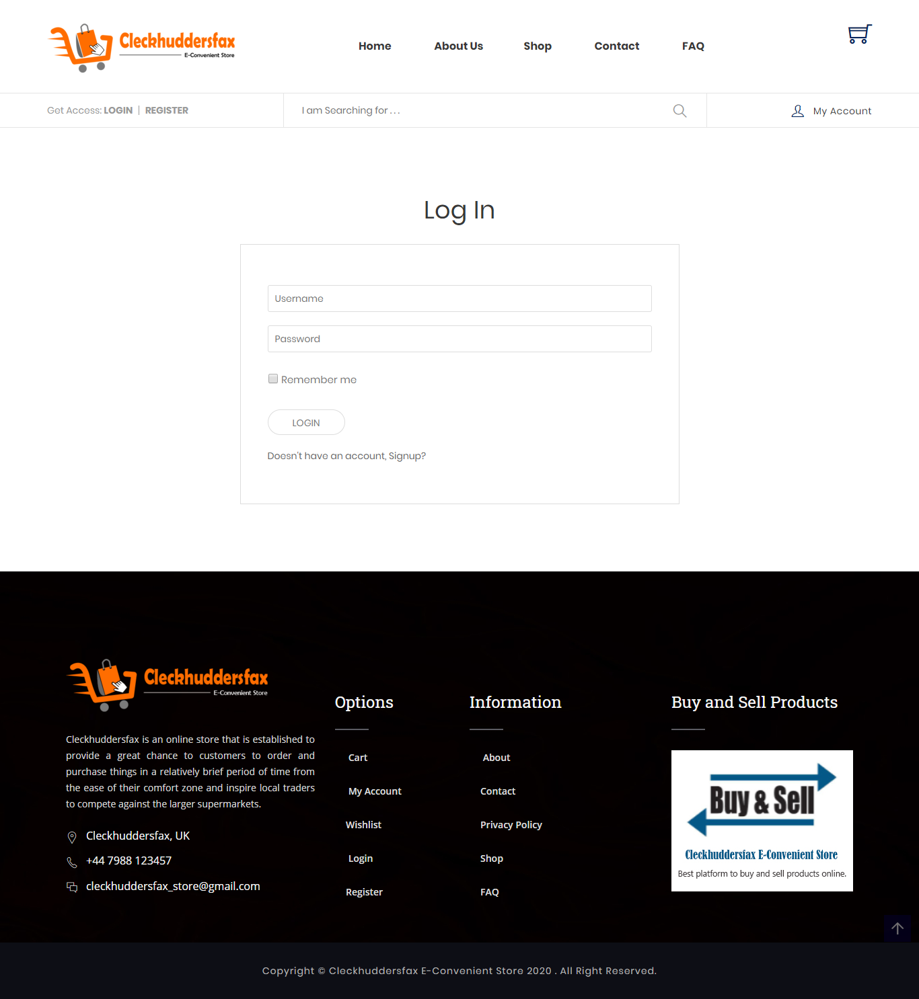 Cleckhuddersfax
E-Convenient Store
Home
About Us
Shop
Contact
FAQ
Get Access: LOGIN | REGISTER
I am Searching for . . .
My Account
Log In
Username
Password
Remember me
LOGIN
Doesn't have an account, Signup?
Cleckhuddersfax
E-Convenient Store
Cleckhuddersfax is an online store that is established to
provide a great chance to customers to order and
purchase things in a relatively brief period of time from
the ease of their comfort zone and inspire local traders
to compete against the larger supermarkets.
Cleckhuddersfax, UK
+44 7988 123457
cleckhuddersfax_store@gmail.com
Options
Cart
My Account
Wishlist
Login
Register
Information
About
Contact
Privacy Policy
Shop
FAQ
Buy and Sell Products
Buy & Sell
Cleckhuddersfax E-Convenient Store
Best platform to buy and sell products online.
Copyright © Cleckhuddersfax E-Convenient Store 2020 . All Right Reserved.